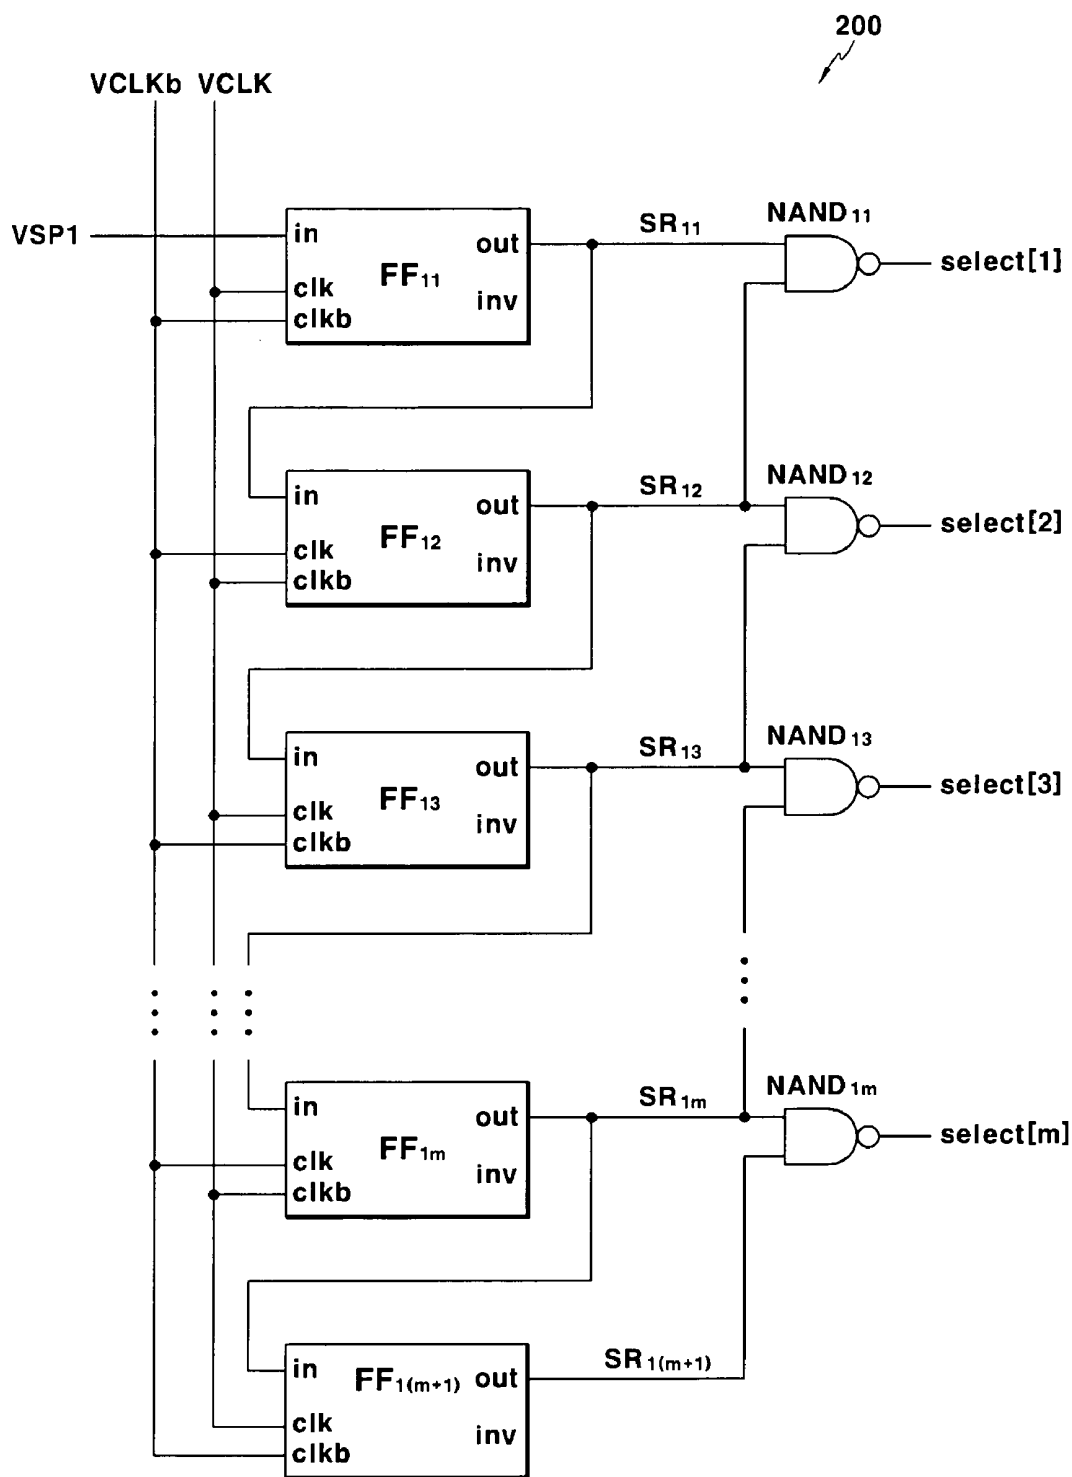 200
VCLKb VCLK
VSP1
in
out
FF11
clk
inv
clkb
SR11
NAND11
select[1]
in
out
FF12
clk
inv
clkb
SR12
NAND12
select[2]
in
out
FF13
clk
inv
clkb
SR13
NAND13
select[3]
in
out
FF1m
clk
inv
clkb
SR1m
NAND1m
select[m]
in
out
FF1(m+1)
clk
inv
clkb
SR1(m+1)